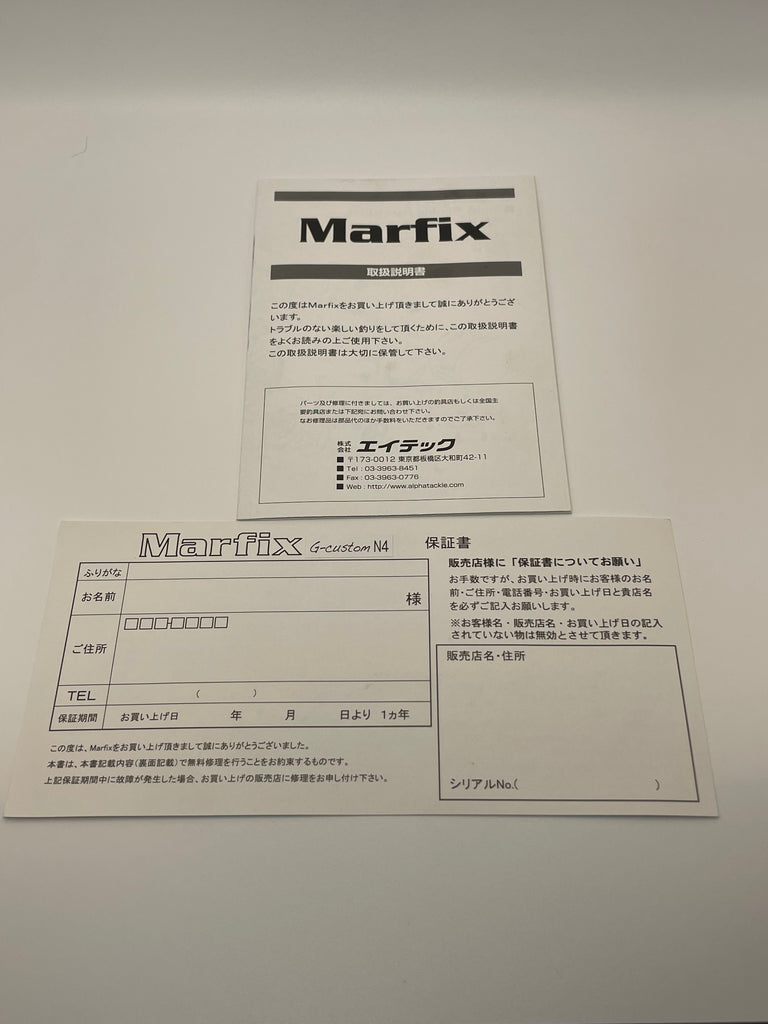 Marfix
取扱説明書
この度はMarfixをお買い上げ頂きまして誠にありがとうござ
います。
トラブルのない楽しい釣りをして頂くために、この取扱説明書
をよくお読みの上ご使用下さい。
この取扱説明書は大切に保管して下さい。
パーツ及び修理に付きましては、お買い上げの釣具店もしくは全国主
要釣具店または下記宛にお問い合わせ下さい。
なお修理品は部品代のほか手数料をいただきますのでご了承下さい。
株式会社 エイテック
■ 〒173-0012 東京都板橋区大和町42-11
■ Tel : 03-3963-8451
■ Fax : 03-3963-0776
■ Web : http://www.alphatackle.com
Marfix G-custom N4 保証書
ふりがな
お名前 様
ご住所 □□□-□□□□
TEL ( )
保証期間 お買い上げ日 年 月 日より 1ヵ年
この度は、Marfixをお買い上げ頂きまして誠にありがとうございました。
本書は、本書記載内容(裏面記載)で無料修理を行うことをお約束するものです。
上記保証期間中に故障が発生した場合、お買い上げの販売店に修理をお申し付け下さい。
販売店様に「保証書についてお願い」
お手数ですが、お買い上げ時にお客様のお名
前・ご住所・電話番号・お買い上げ日と貴店名
を必ずご記入お願いします。
※お客様名・販売店名・お買い上げ日の記入
されていない物は無効とさせて頂きます。
販売店名・住所
シリアルNo.( )